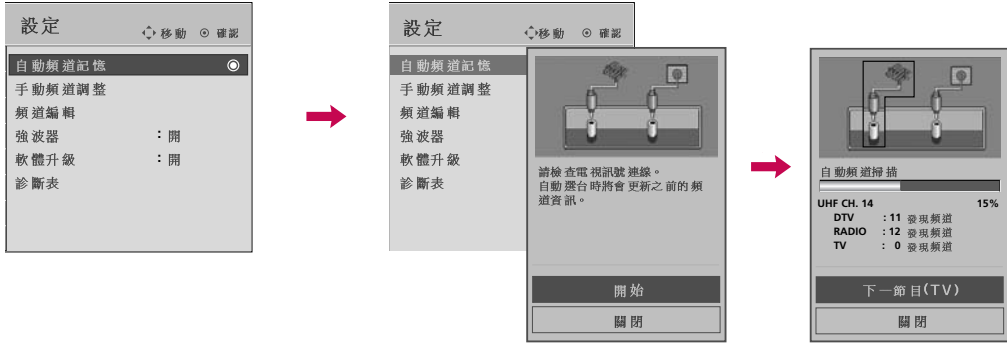 設定 移動 ◉ 確認
自動頻道記憶 ◉
手動頻道調整
頻道編輯
強波器 : 開
軟體升級 : 開
診斷表
設定 移動 ◉ 確認
自動頻道記憶
手動頻道調整
頻道編輯
強波器
軟體升級
診斷表
請檢查電視訊號連線。
自動選台時將會更新之前的頻
道資訊。
開始
關閉
自動頻道掃描
UHF CH. 14 15%
DTV : 11 發現頻道
RADIO : 12 發現頻道
TV : 0 發現頻道
下一節目(TV)
關閉